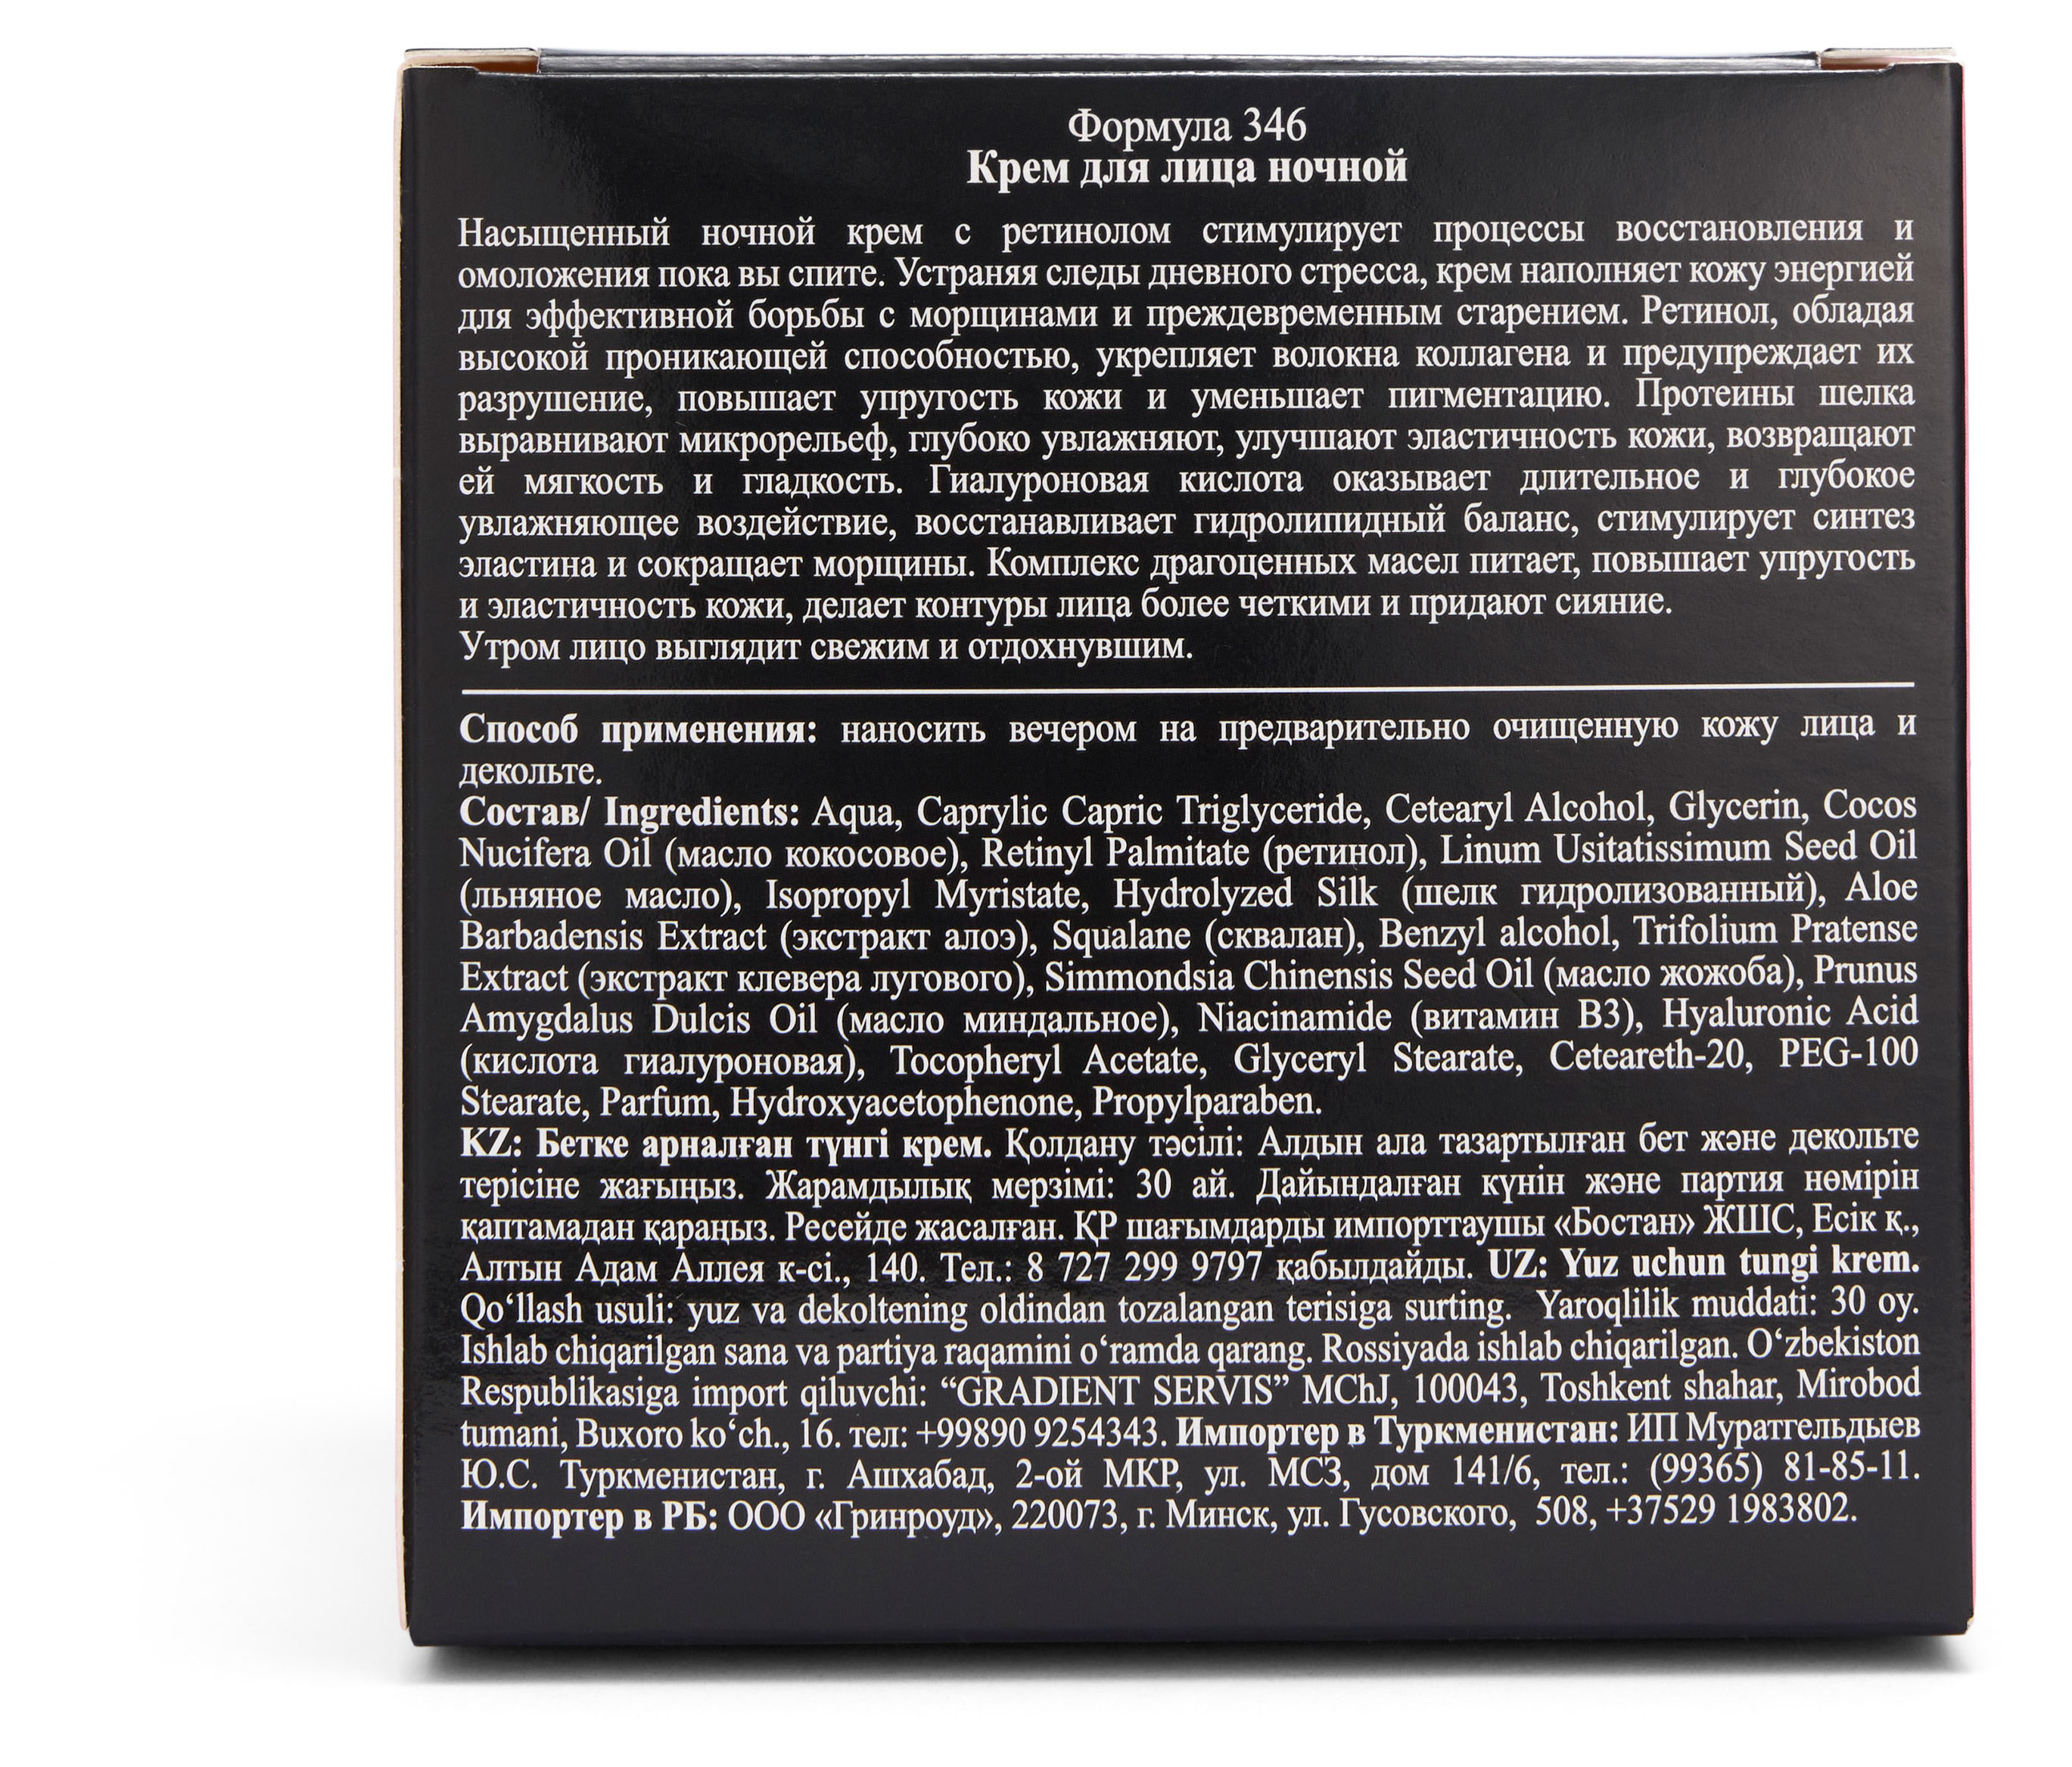 Формула 346
Крем для лица ночной
Насыщенный ночной крем с ретинолом стимулирует процессы восстановления и
омоложения пока вы спите. Устраняя следы дневного стресса, крем наполняет кожу энергией
для эффективной борьбы с морщинами и преждевременным старением. Ретинол, обладая
высокой проникающей способностью, укрепляет волокна коллагена и предупреждает их
разрушение, повышает упругость кожи и уменьшает пигментацию. Протеины шелка
выравнивают микрорельеф, глубоко увлажняют, улучшают эластичность кожи, возвращают
ей мягкость и гладкость. Гиалуроновая кислота оказывает длительное и глубокое
увлажняющее воздействие, восстанавливает гидролипидный баланс, стимулирует синтез
эластина и сокращает морщины. Комплекс драгоценных масел питает, повышает упругость
и эластичность кожи, делает контуры лица более четкими и придают сияние.
Утром лицо выглядит свежим и отдохнувшим.
Способ применения: наносить вечером на предварительно очищенную кожу лица и
декольте.
Состав/ Ingredients: Aqua, Caprylic Capric Triglyceride, Cetearyl Alcohol, Glycerin, Cocos
Nucifera Oil (масло кокосовое), Retinyl Palmitate (ретинол), Linum Usitatissimum Seed Oil
(льняное масло), Isopropyl Myristate, Hydrolyzed Silk (шелк гидролизованный), Aloe
Barbadensis Extract (экстракт алоэ), Squalane (сквалан), Benzyl alcohol, Trifolium Pratense
Extract (экстракт клевера лугового), Simmondsia Chinensis Seed Oil (масло жожоба), Prunus
Amygdalus Dulcis Oil (масло миндальное), Niacinamide (витамин В3), Hyaluronic Acid
(кислота гиалуроновая), Tocopheryl Acetate, Glyceryl Stearate, Ceteareth-20, PEG-100
Stearate, Parfum, Hydroxyacetophenone, Propylparaben.
KZ: Бетке арналған түнгі крем. Қолдану тәсілі: Алдын ала тазартылған бет және декольте
терісіне жағыңыз. Жарамдылық мерзімі: 30 ай. Дайындалған күнін және партия нөмірін
қаптамадан қараңыз. Ресейде жасалған. ҚР шағымдарды импорттаушы «Бостан» ЖШС, Есік қ.,
Алтын Адам Аллея к-сі., 140. Тел.: 8 727 299 9797 қабылдайды. UZ: Yuz uchun tungi krem.
Qo‘llash usuli: yuz va dekoltening oldindan tozalangan terisiga surting. Yaroqlilik muddati: 30 oy.
Ishlab chiqarilgan sana va partiya raqamini o‘ramda qarang. Rossiyada ishlab chiqarilgan. O‘zbekiston
Respublikasiga import qiluvchi: “GRADIENT SERVIS” MChJ, 100043, Toshkent shahar, Mirobod
tumani, Buxoro ko‘ch., 16. тел: +99890 9254343. Импортер в Туркменистан: ИП Муратгельдыев
Ю.С. Туркменистан, г. Ашхабад, 2-ой МКР, ул. МСЗ, дом 141/6, тел.: (99365) 81-85-11.
Импортер в РБ: ООО «Гринроуд», 220073, г. Минск, ул. Гусовского, 508, +37529 1983802.